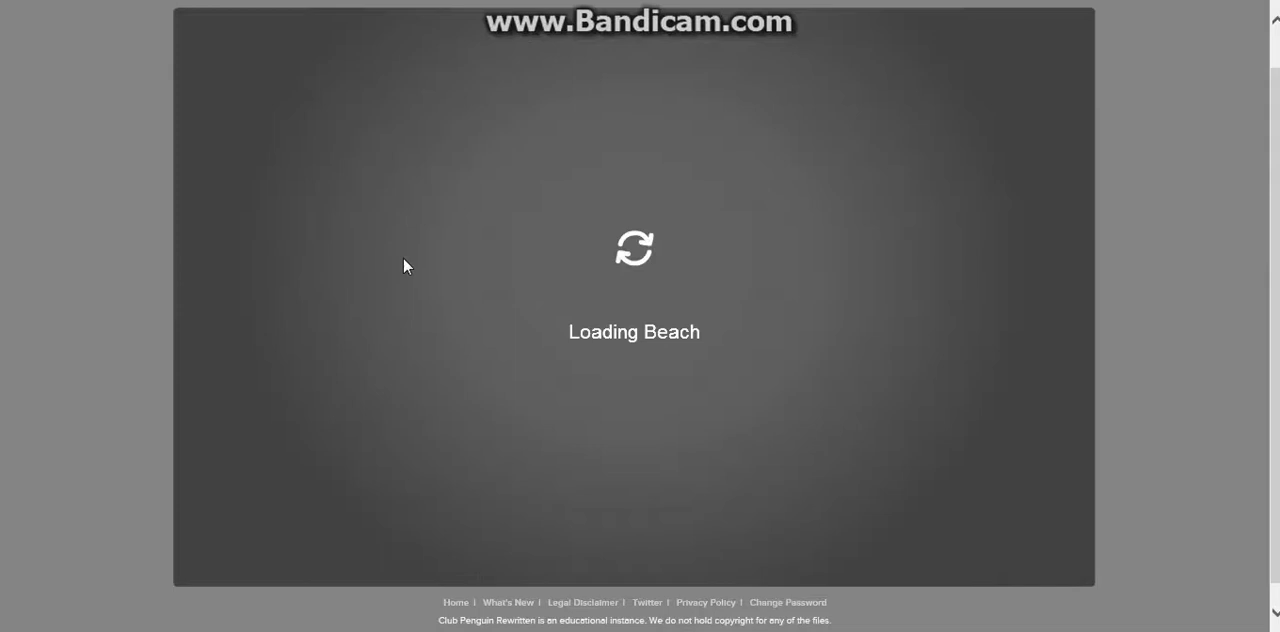 www.Bandicam.com
Loading Beach
Home | What's New | Legal Disclaimer | Twitter | Privacy Policy | Change Password
Club Penguin Rewritten is an educational instance. We do not hold copyright for any of the files.